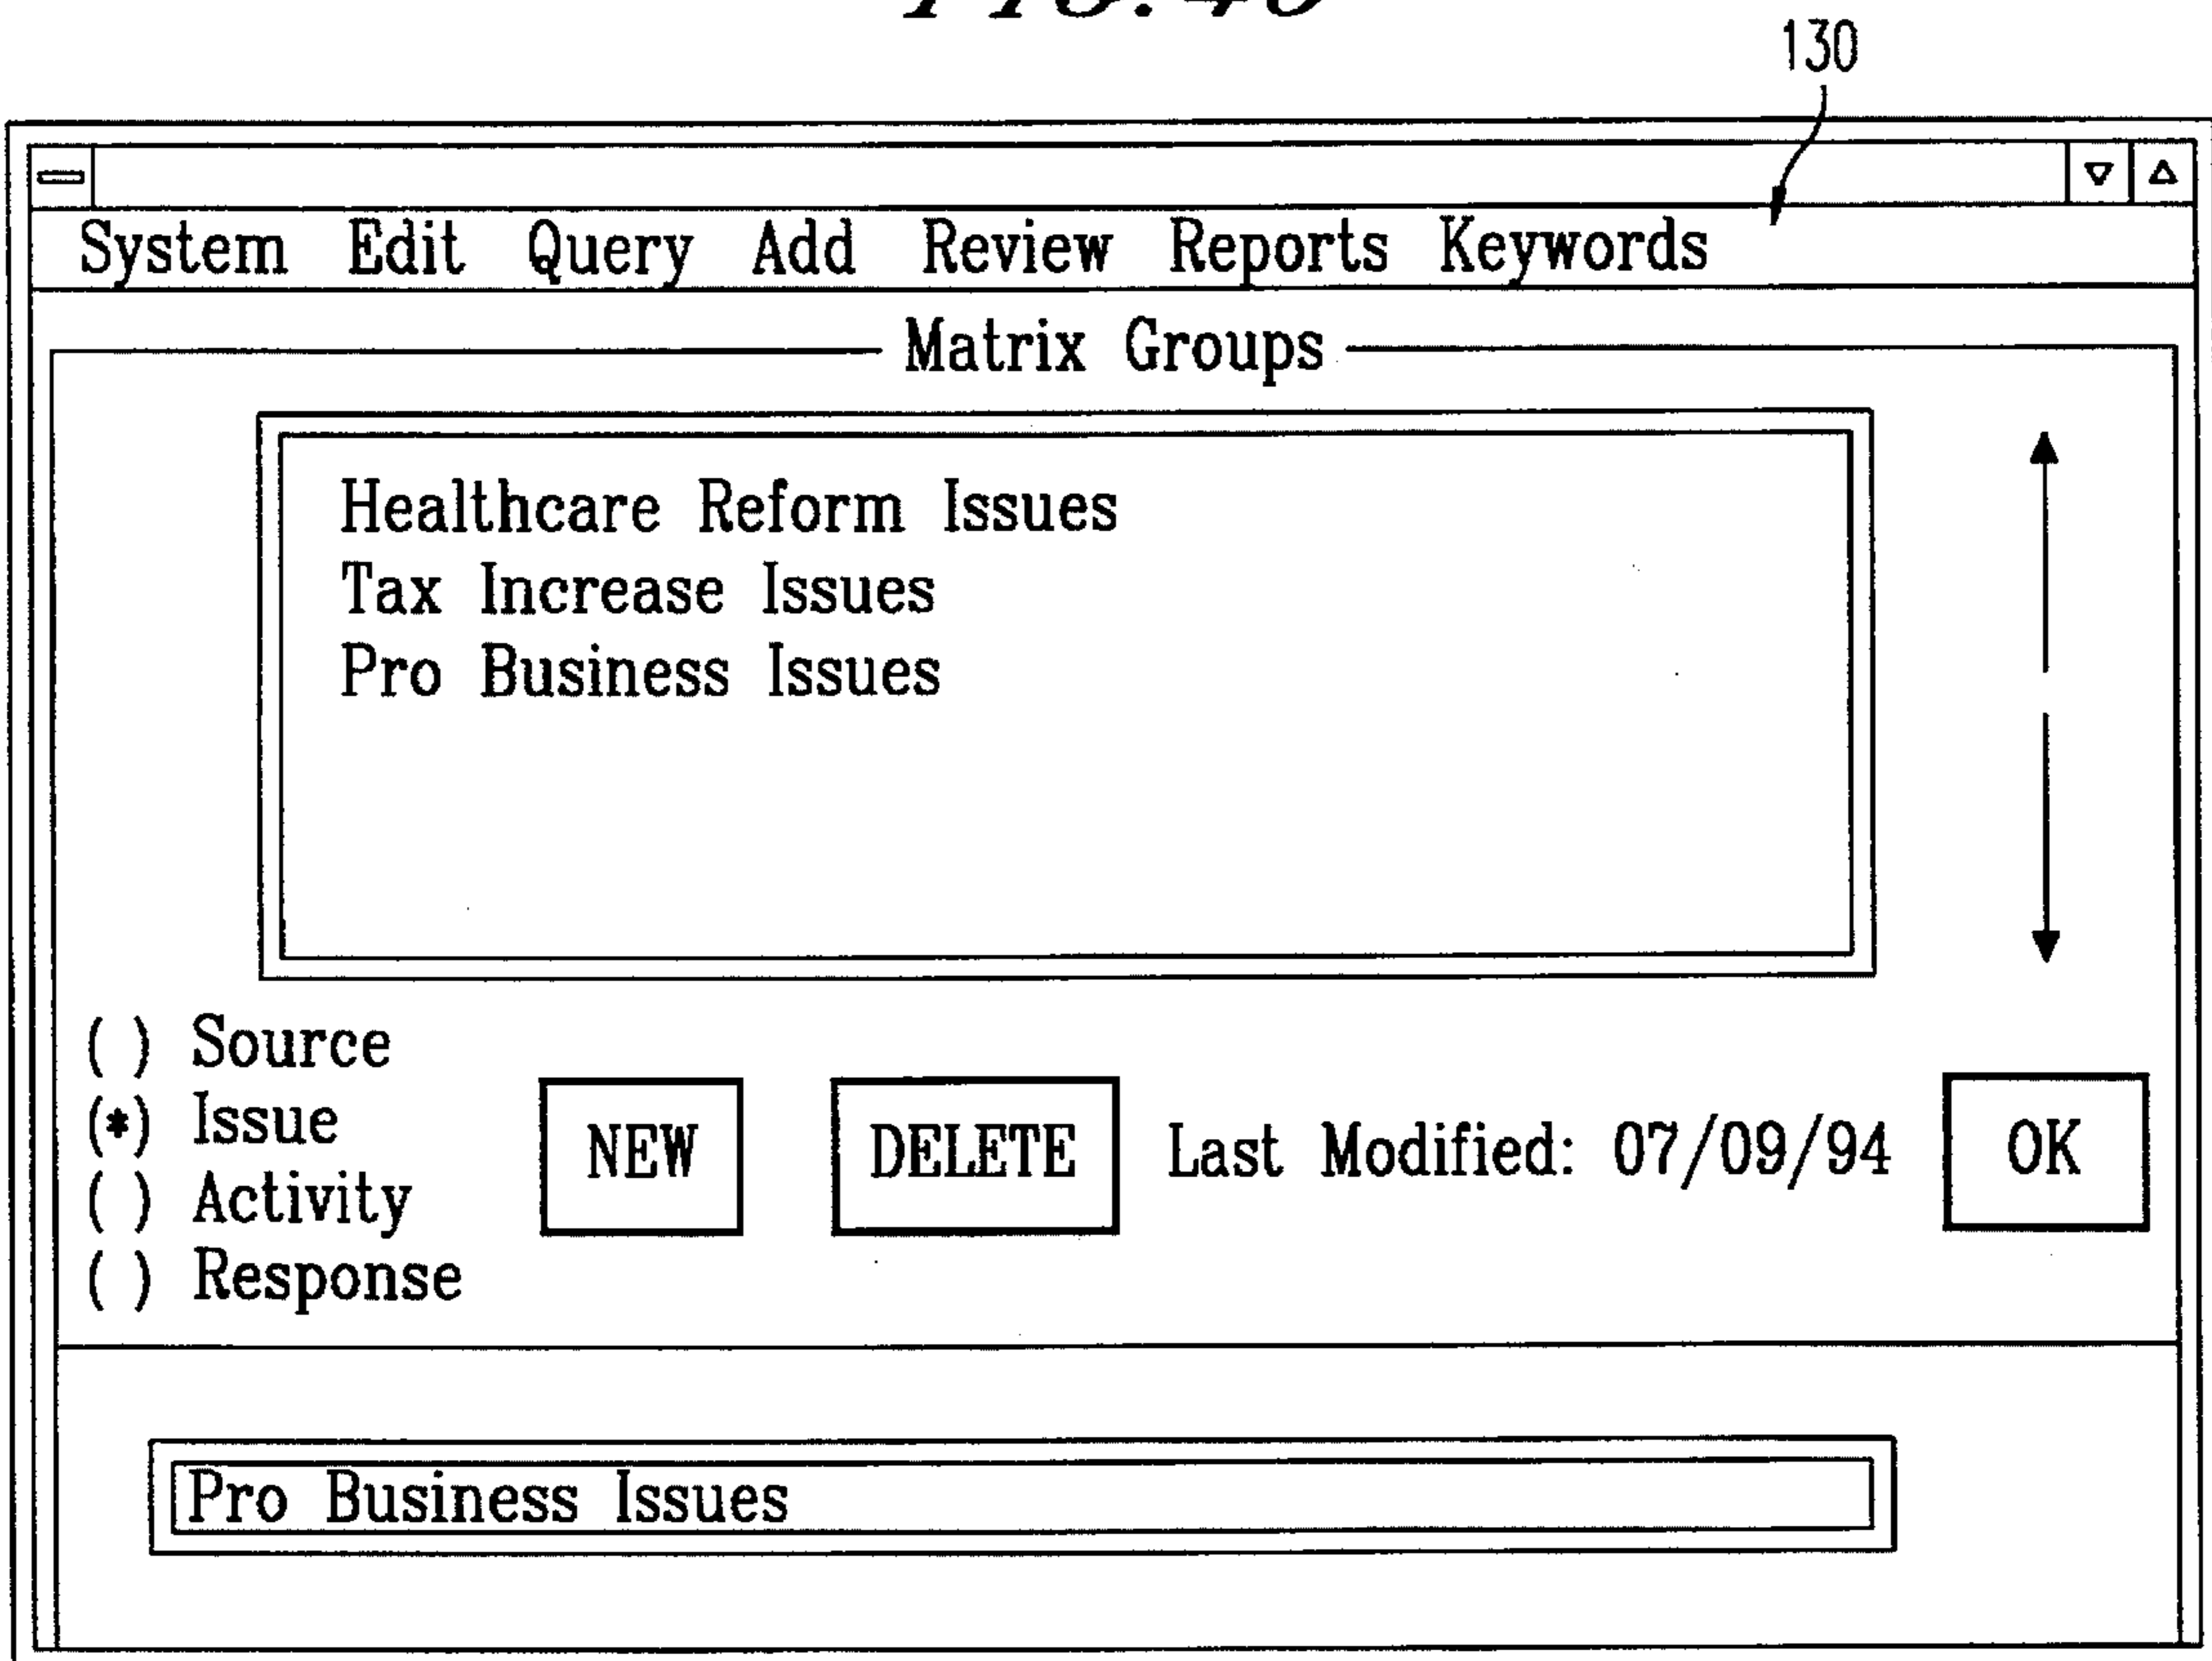 130
System Edit Query Add Review Reports Keywords
Matrix Groups
Healthcare Reform Issues
Tax Increase Issues
Pro Business Issues
( ) Source
(*) Issue
( ) Activity
( ) Response
NEW DELETE Last Modified: 07/09/94 OK
Pro Business Issues